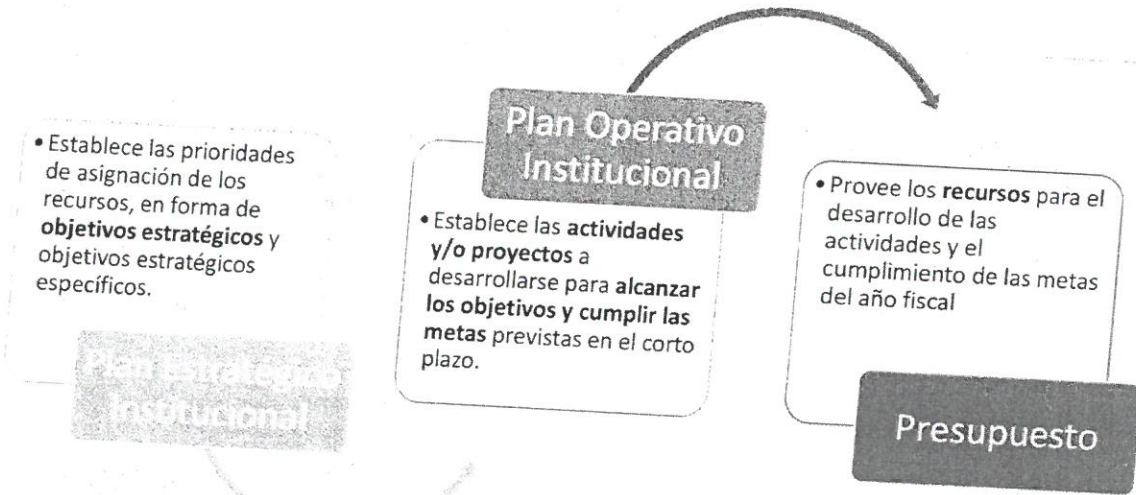 • Establece las prioridades
de asignación de los
recursos, en forma de
objetivos estratégicos y
objetivos estratégicos
específicos.
Plan Estratégico
Institucional
Plan Operativo
Institucional
• Establece las actividades
y/o proyectos a
desarrollarse para alcanzar
los objetivos y cumplir las
metas previstas en el corto
plazo.
• Provee los recursos para el
desarrollo de las
actividades y el
cumplimiento de las metas
del año fiscal
Presupuesto